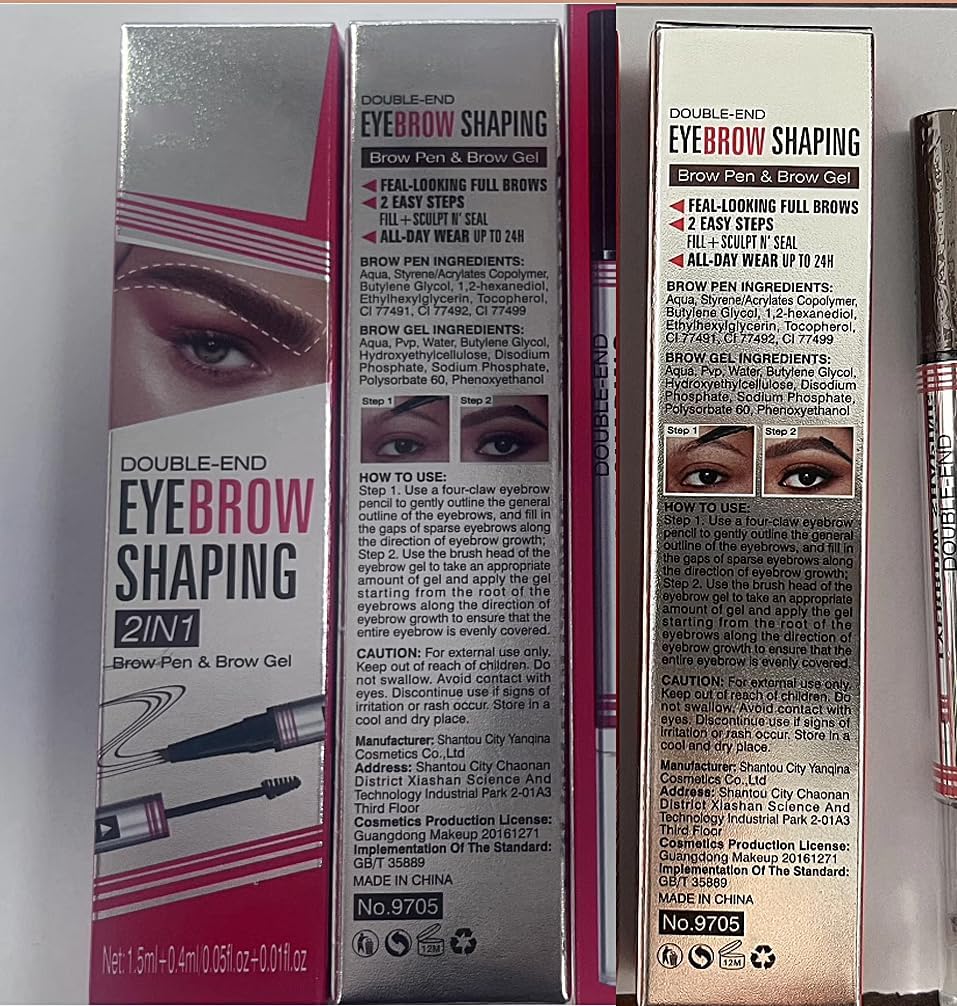 DOUBLE-END
EYEBROW
SHAPING
2IN1
Brow Pen & Brow Gel
Net: 1.5ml+0.4ml/0.05fl.oz+0.01fl.oz
DOUBLE-END
EYEBROW SHAPING
Brow Pen & Brow Gel
FEAL-LOOKING FULL BROWS
2 EASY STEPS
FILL+SCULPT N' SEAL
ALL-DAY WEAR UP TO 24H
BROW PEN INGREDIENTS:
Aqua, Styrene/Acrylates Copolymer,
Butylene Glycol, 1,2-hexanediol,
Ethylhexylglycerin, Tocopherol,
CI 77491, CI 77492, CI 77499
BROW GEL INGREDIENTS:
Aqua, Pvp, Water, Butylene Glycol,
Hydroxyethylcellulose, Disodium
Phosphate, Sodium Phosphate,
Polysorbate 60, Phenoxyethanol
Step 1 Step 2
HOW TO USE:
Step 1. Use a four-claw eyebrow
pencil to gently outline the general
outline of the eyebrows, and fill in
the gaps of sparse eyebrows along
the direction of eyebrow growth;
Step 2. Use the brush head of the
eyebrow gel to take an appropriate
amount of gel and apply the gel
starting from the root of the
eyebrows along the direction of
eyebrow growth to ensure that the
entire eyebrow is evenly covered.
CAUTION: For external use only.
Keep out of reach of children. Do
not swallow. Avoid contact with
eyes. Discontinue use if signs of
irritation or rash occur. Store in a
cool and dry place.
Manufacturer: Shantou City Yanqina
Cosmetics Co.,Ltd
Address: Shantou City Chaonan
District Xiashan Science And
Technology Industrial Park 2-01A3
Third Floor
Cosmetics Production License:
Guangdong Makeup 20161271
Implementation Of The Standard:
GB/T 35889
MADE IN CHINA
No.9705
12M
DOUBLE-END
DOUBLE-END
EYEBROW SHAPING
Brow Pen & Brow Gel
FEAL-LOOKING FULL BROWS
2 EASY STEPS
FILL+SCULPT N' SEAL
ALL-DAY WEAR UP TO 24H
BROW PEN INGREDIENTS:
Aqua, Styrene/Acrylates Copolymer,
Butylene Glycol, 1,2-hexanediol,
Ethylhexylglycerin, Tocopherol,
CI 77491, CI 77492, CI 77499
BROW GEL INGREDIENTS:
Aqua, Pvp, Water, Butylene Glycol,
Hydroxyethylcellulose, Disodium
Phosphate, Sodium Phosphate,
Polysorbate 60, Phenoxyethanol
Step 1 Step 2
HOW TO USE:
Step 1. Use a four-claw eyebrow
pencil to gently outline the general
outline of the eyebrows, and fill in
the gaps of sparse eyebrows along
the direction of eyebrow growth;
Step 2. Use the brush head of the
eyebrow gel to take an appropriate
amount of gel and apply the gel
starting from the root of the
eyebrows along the direction of
eyebrow growth to ensure that the
entire eyebrow is evenly covered.
CAUTION: For external use only.
Keep out of reach of children. Do
not swallow. Avoid contact with
eyes. Discontinue use if signs of
irritation or rash occur. Store in a
cool and dry place.
Manufacturer: Shantou City Yanqina
Cosmetics Co.,Ltd
Address: Shantou City Chaonan
District Xiashan Science And
Technology Industrial Park 2-01A3
Third Floor
Cosmetics Production License:
Guangdong Makeup 20161271
Implementation Of The Standard:
GB/T 35889
MADE IN CHINA
No.9705
12M
DOUBLE-END